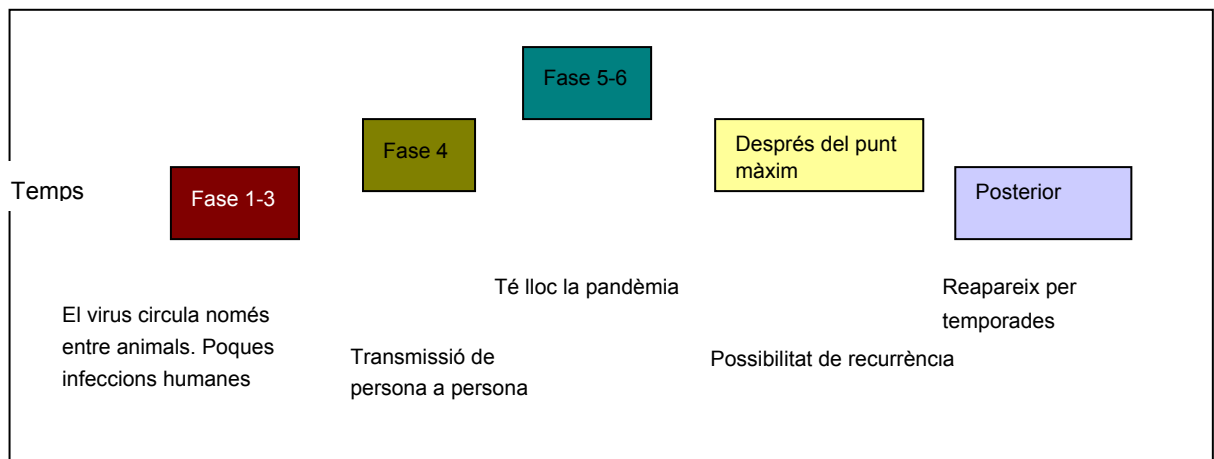 Fase 5-6
Fase 4
Després del punt
màxim
Temps
Fase 1-3
Posterior
Té lloc la pandèmia
Reapareix per
temporades
El virus circula només
entre animals. Poques
infeccions humanes
Transmissió de
persona a persona
Possibilitat de recurrència